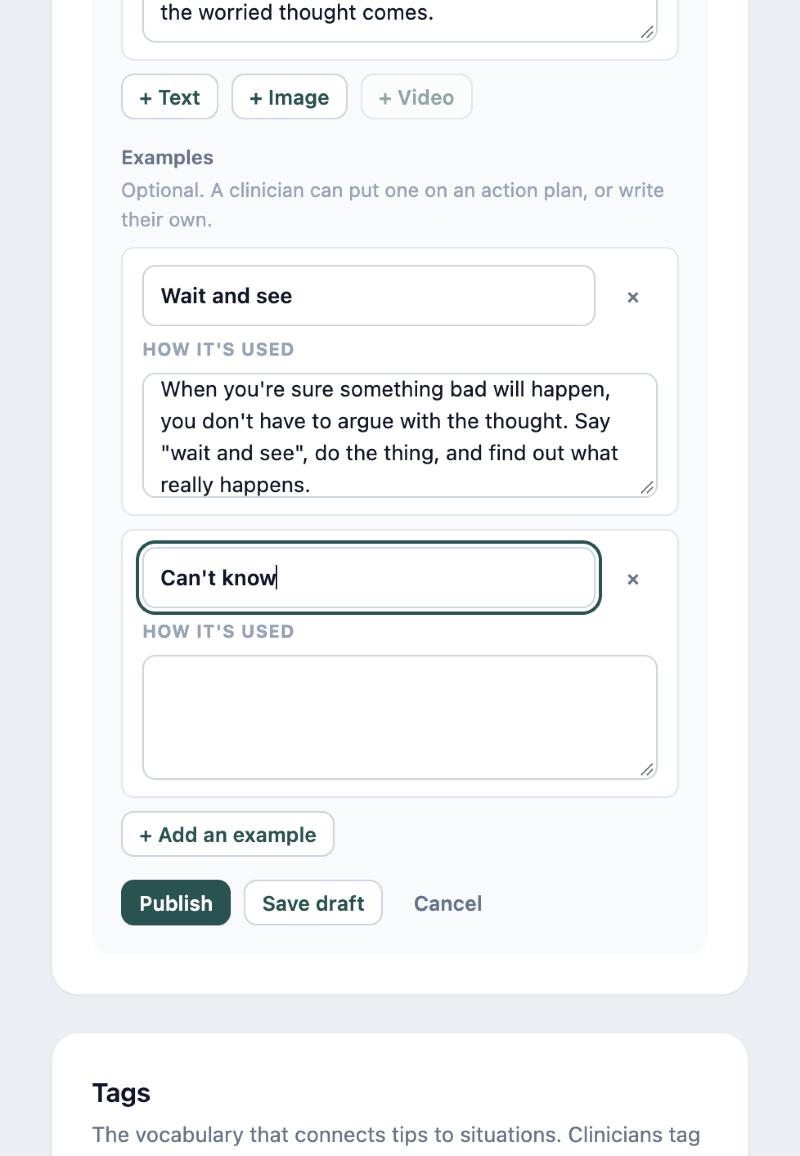 the worried thought comes.
+ Text
+ Image
+ Video
Examples
Optional. A clinician can put one on an action plan, or write
their own.
Wait and see
×
HOW IT'S USED
When you're sure something bad will happen,
you don't have to argue with the thought. Say
"wait and see", do the thing, and find out what
really happens.
Can't know
×
HOW IT'S USED
+ Add an example
Publish
Save draft
Cancel
Tags
The vocabulary that connects tips to situations. Clinicians tag